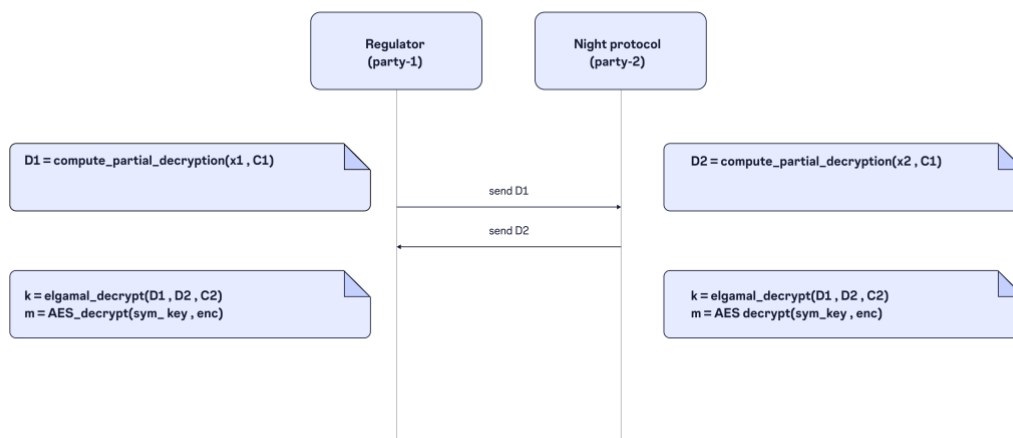 Regulator
(party-1)
Night protocol
(party-2)
D1 = compute_partial_decryption(x1 , C1)
D2 = compute_partial_decryption(x2 , C1)
send D1
send D2
k = elgamal_decrypt(D1 , D2 , C2)
m = AES_decrypt(sym_ key , enc)
k = elgamal_decrypt(D1 , D2 , C2)
m = AES decrypt(sym_key , enc)